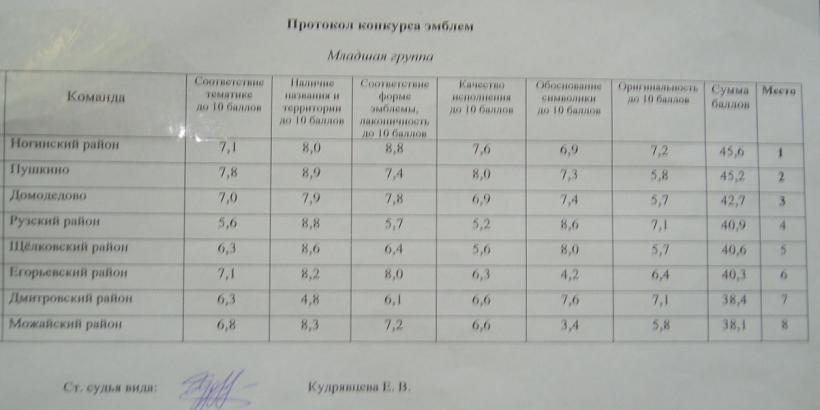 Протокол конкурса эмблем
Младшая группа
Команда
Соответствие
тематике
до 10 баллов
Наличие
названия и
территории
до 10 баллов
Соответствие
форме
эмблемы,
лаконичность
до 10 баллов
Качество
исполнения
до 10 баллов
Обоснование
символики
до 10 баллов
Оригинальность
до 10 баллов
Сумма
баллов
Место
Ногинский район 7,1 8,0 8,8 7,6 6,9 7,2 45,6 1
Пушкино 7,8 8,9 7,4 8,0 7,3 5,8 45,2 2
Домодедово 7,0 7,9 7,8 6,9 7,4 5,7 42,7 3
Рузский район 5,6 8,8 5,7 5,2 8,6 7,1 40,9 4
Щёлковский район 6,3 8,6 6,4 5,6 8,0 5,7 40,6 5
Егорьевский район 7,1 8,2 8,0 6,3 4,2 6,4 40,3 6
Дмитровский район 6,3 4,8 6,1 6,6 7,6 7,1 38,4 7
Можайский район 6,8 8,3 7,2 6,6 3,4 5,8 38,1 8
Ст. судья вида: Кудрявцева Е. В.